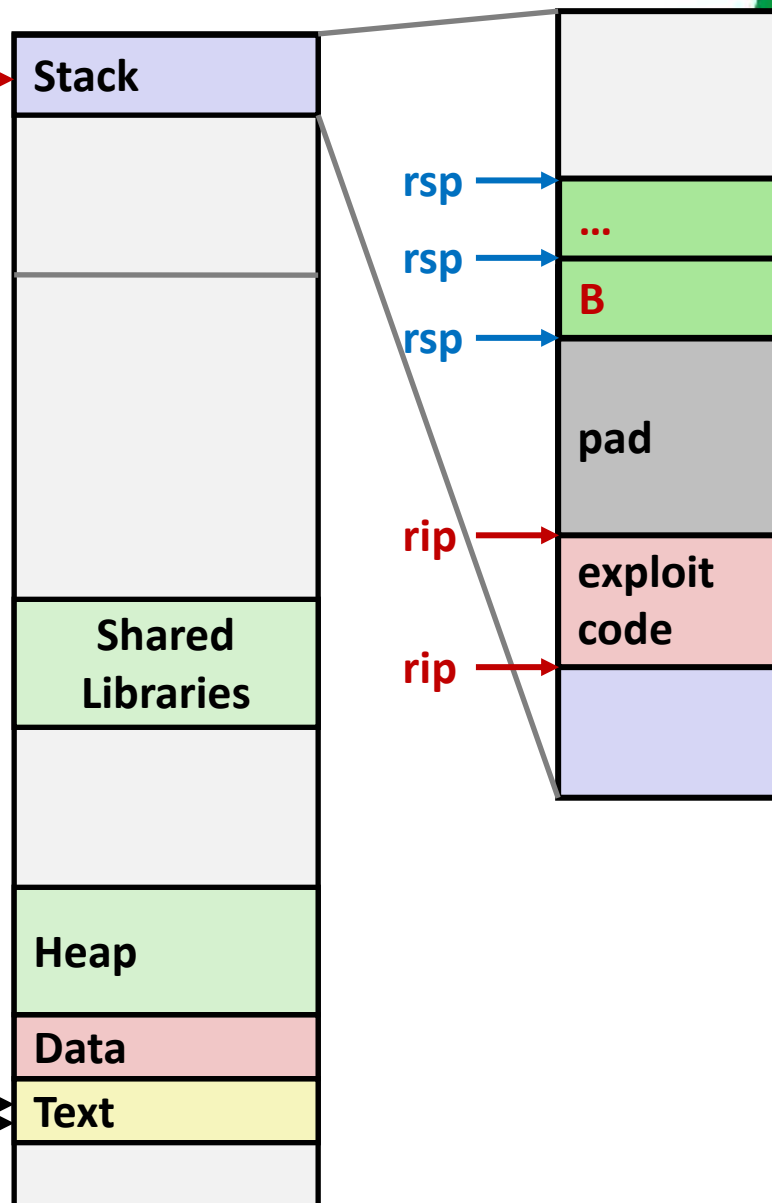 Stack
Shared
Libraries
Heap
Data
Text
rsp
...
rsp
B
rsp
pad
rip
exploit
code
rip